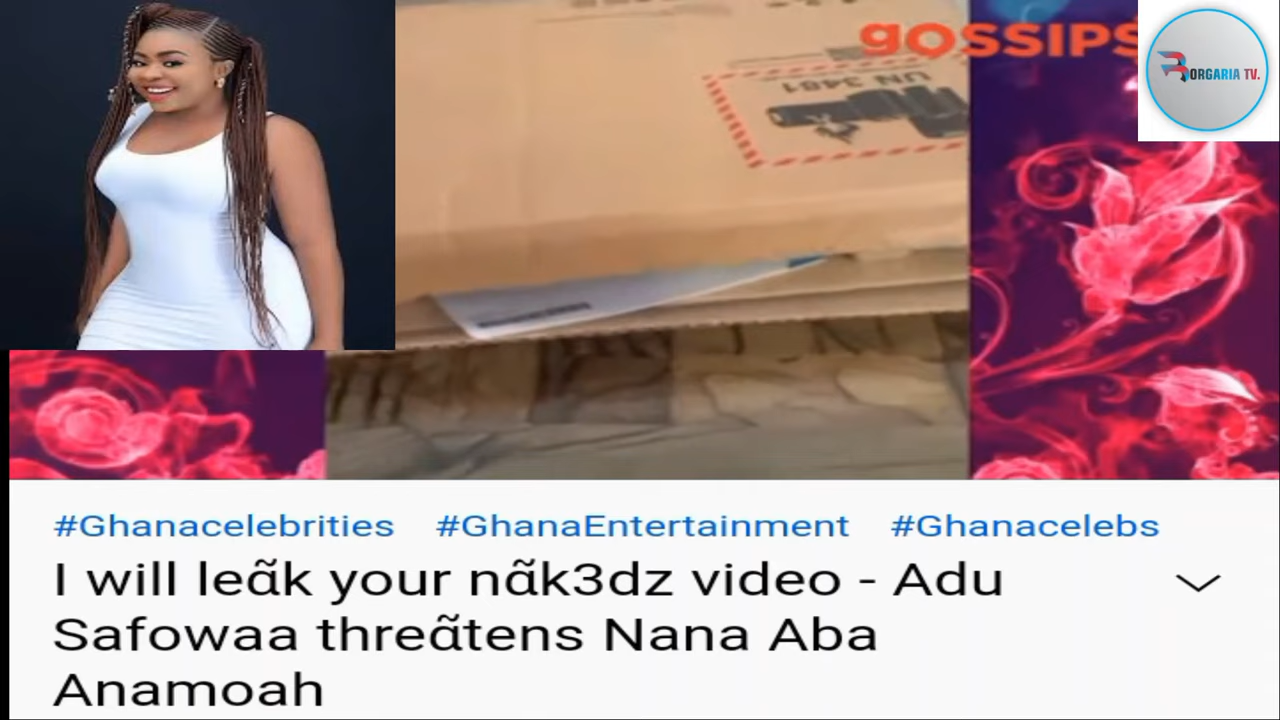 gOSSIPS
ORGARIA TV.
UN 3481
#Ghanacelebrities #GhanaEntertainment #Ghanacelebs
I will leãk your nãk3dz video - Adu
Safowaa threãtens Nana Aba
Anamoah